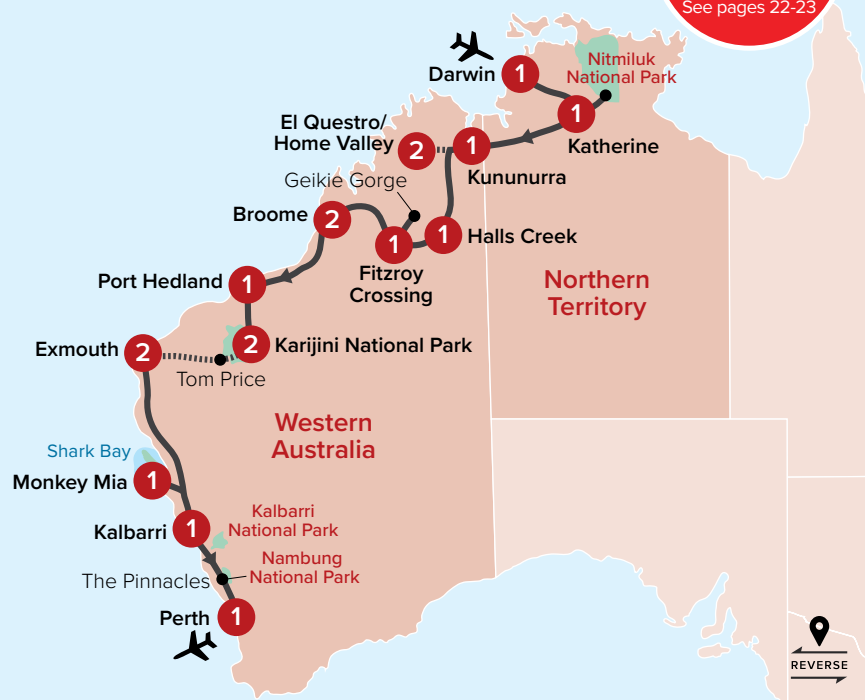 See pages 22-23
Darwin
1
Nitmiluk
National Park
1
Katherine
El Questro/
Home Valley
2
1
Kununurra
Geikie Gorge
Broome
2
1
Fitzroy
Crossing
1
Halls Creek
Northern
Territory
Port Hedland
1
Exmouth
2
2
Karijini National Park
Tom Price
Western
Australia
Shark Bay
Monkey Mia
1
Kalbarri
1
Kalbarri
National Park
Nambung
National Park
The Pinnacles
Perth
1
REVERSE